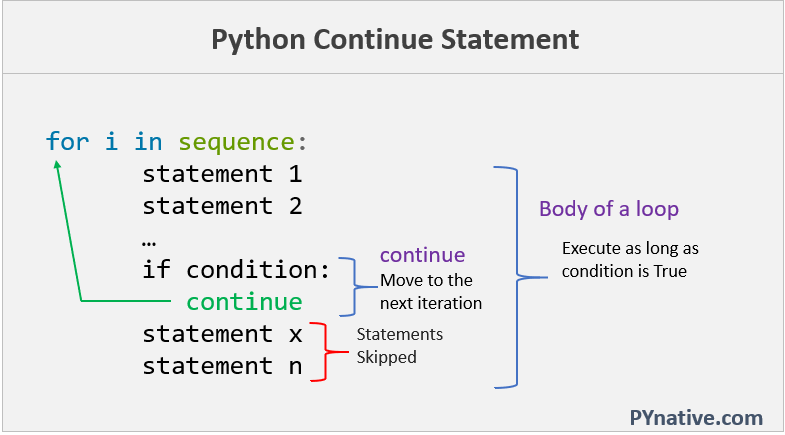 Python Continue Statement
for i in sequence:
statement 1
statement 2
…
if condition:
continue
statement x
statement n
continue
Move to the
next iteration
Statements
Skipped
Body of a loop
Execute as long as
condition is True
PYnative.com